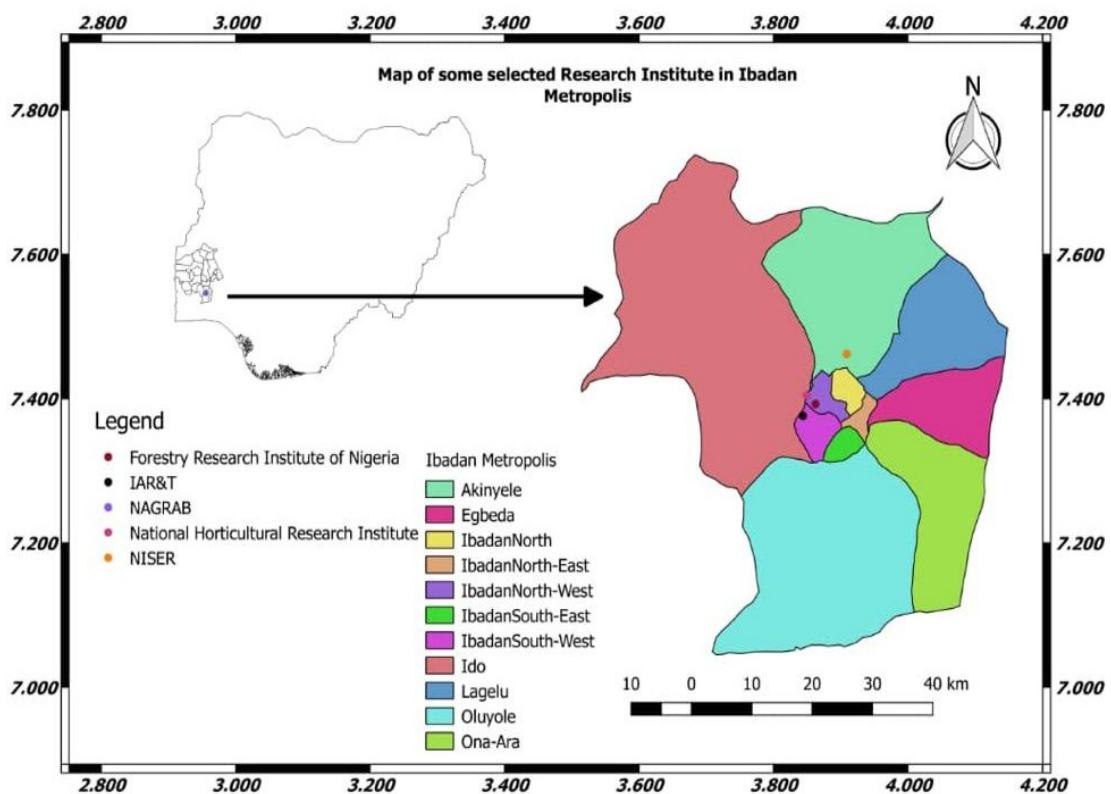 2.800 3.000 3.200 3.400 3.600 3.800 4.000 4.200
Map of some selected Research Institute in Ibadan
Metropolis
N
7.800 7.800
7.600 7.600
7.400 7.400
7.200 7.200
7.000 7.000
Legend
Forestry Research Institute of Nigeria
IAR&T
NAGRAB
National Horticultural Research Institute
NISER
Ibadan Metropolis
Akinyele
Egbeda
IbadanNorth
IbadanNorth-East
IbadanNorth-West
IbadanSouth-East
IbadanSouth-West
Ido
Lagelu
Oluyole
Ona-Ara
10 0 10 20 30 40 km
2.800 3.000 3.200 3.400 3.600 3.800 4.000 4.200